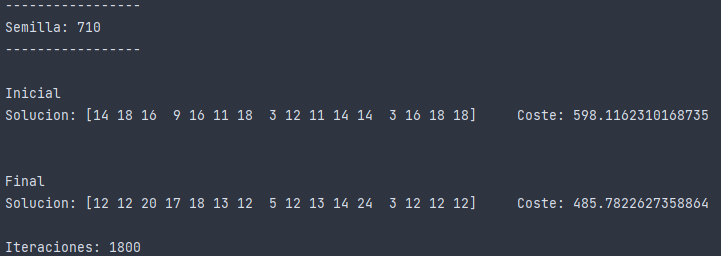 -----------------
Semilla: 710
-----------------
Inicial
Solucion: [14 18 16  9 16 11 18  3 12 11 14 14  3 16 18 18]     Coste: 598.1162310168735
Final
Solucion: [12 12 20 17 18 13 12  5 12 13 14 24  3 12 12 12]     Coste: 485.7822627358864
Iteraciones: 1800